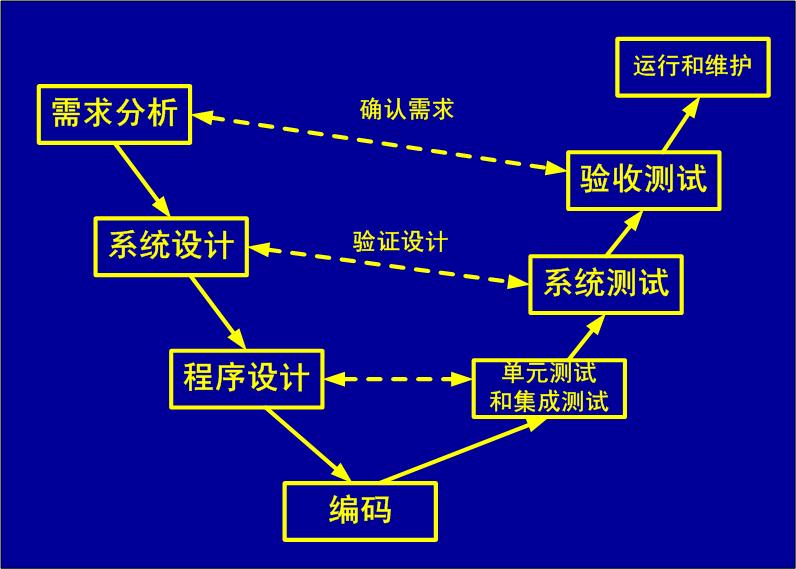 运行和维护
需求分析
确认需求
验收测试
系统设计
验证设计
系统测试
程序设计
单元测试
和集成测试
编码